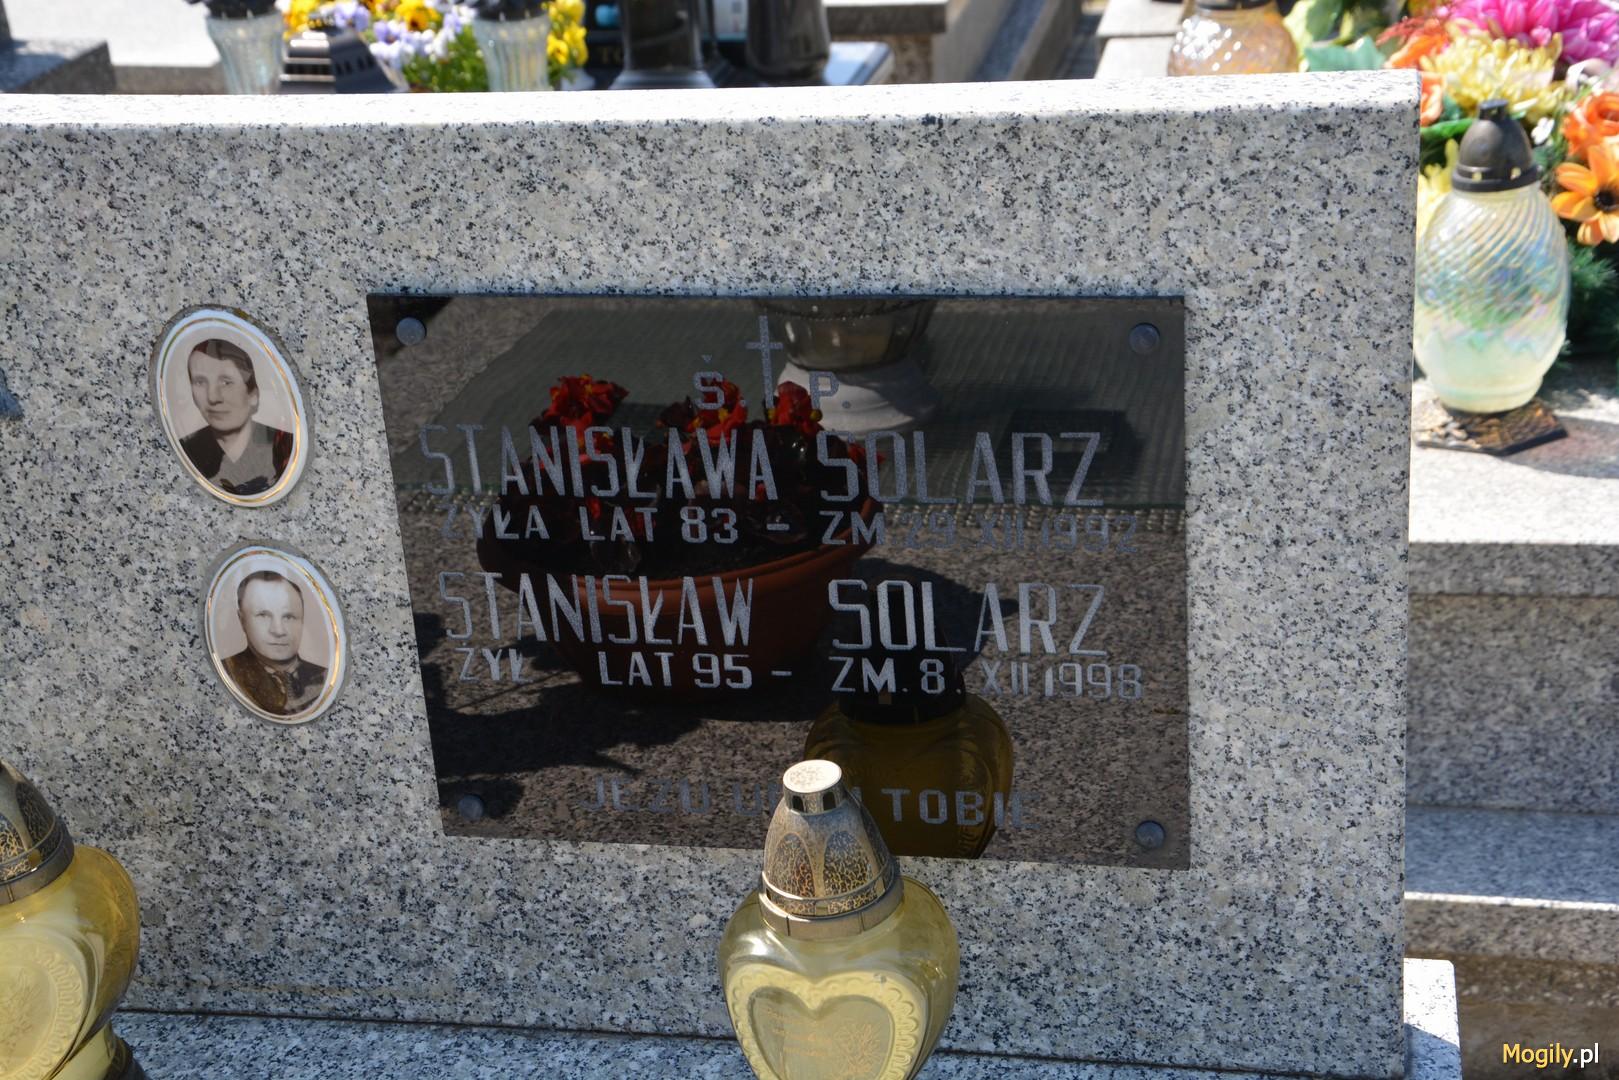 Ś. P.
STANISŁAWA SOLARZ
ŻYŁA LAT 83 - ZM 29 XII 1992
STANISŁAW SOLARZ
ŻYŁ LAT 95 - ZM. 8. XII 1998
JEZU TOBIE
Mogily.pl